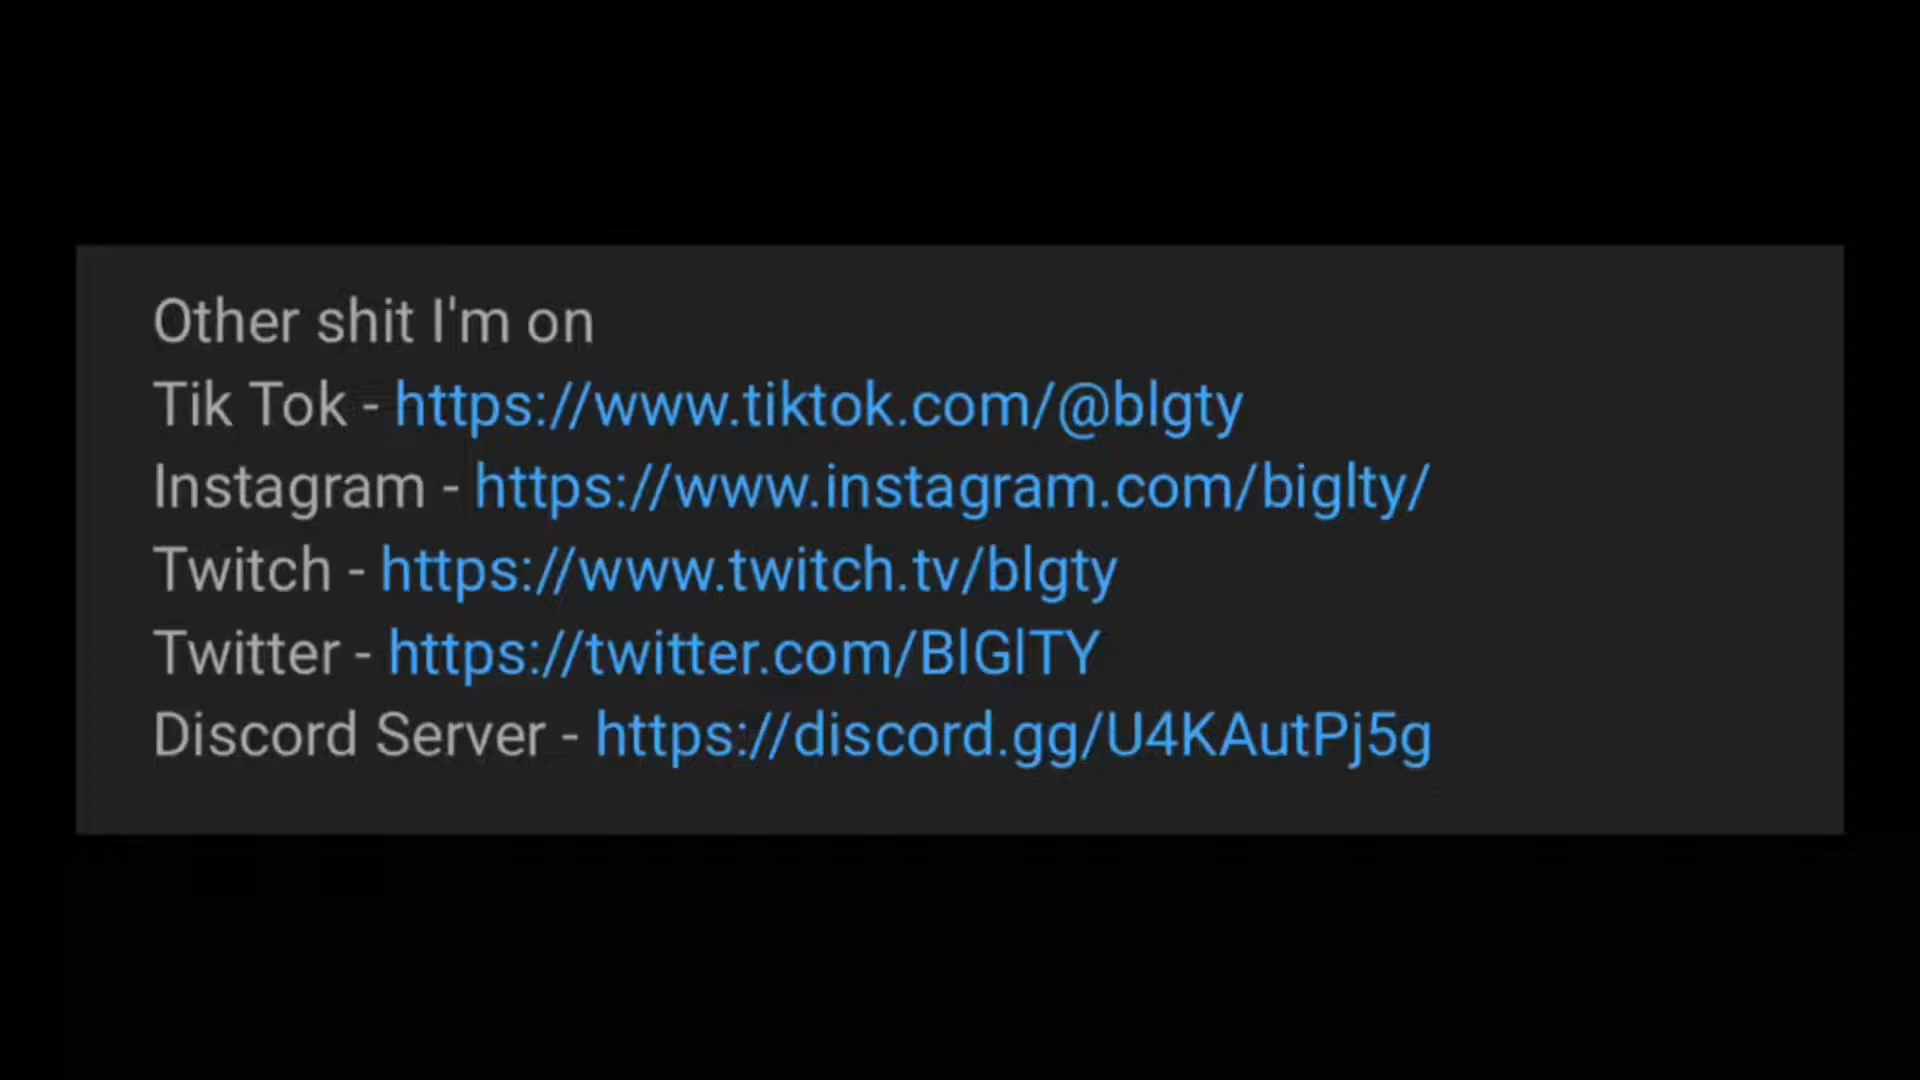 Other shit I'm on
Tik Tok - https://www.tiktok.com/@blgty
Instagram - https://www.instagram.com/biglty/
Twitch - https://www.twitch.tv/blgty
Twitter - https://twitter.com/BlGlTY
Discord Server - https://discord.gg/U4KAutPj5g